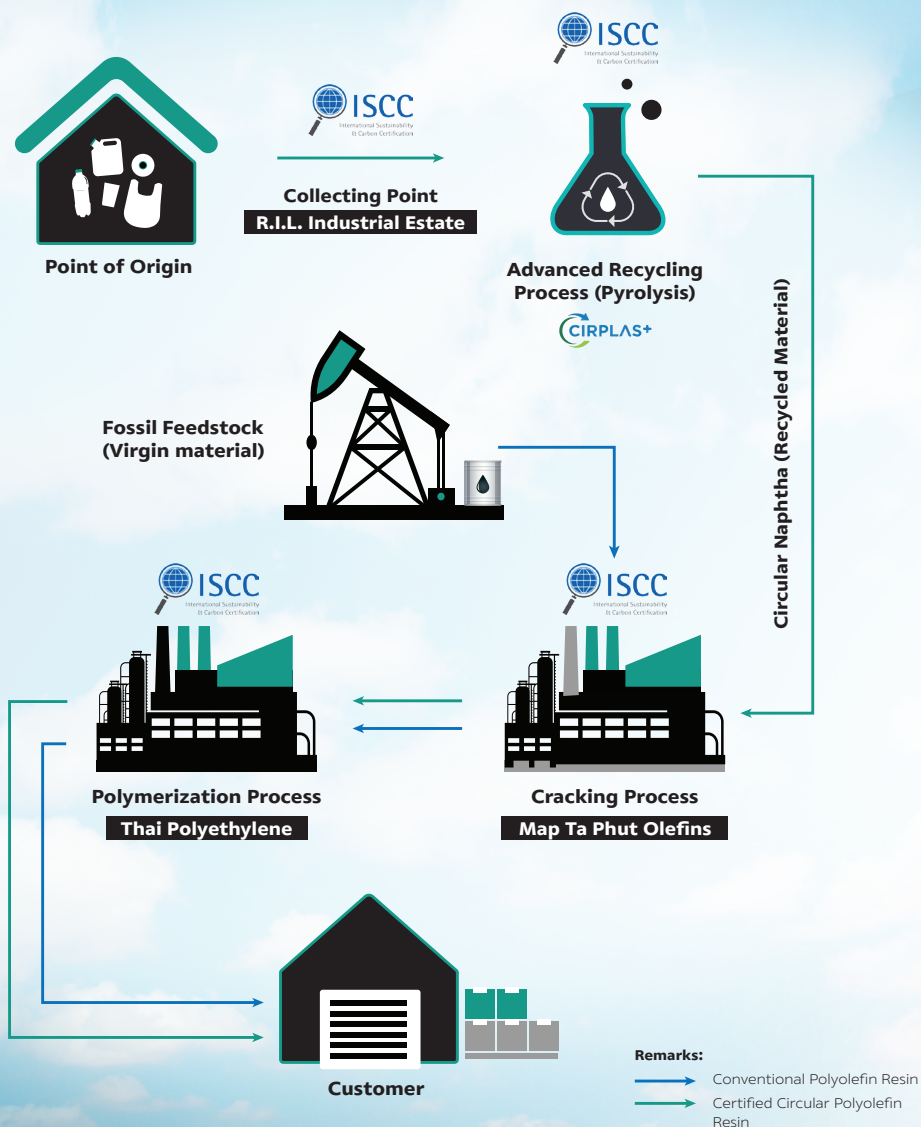 ISCC
International Sustainability
& Carbon Certification
ISCC
International Sustainability
& Carbon Certification
Collecting Point
R.I.L. Industrial Estate
Point of Origin
Advanced Recycling
Process (Pyrolysis)
CIRPLAS+
Circular Naphtha (Recycled Material)
Fossil Feedstock
(Virgin material)
ISCC
International Sustainability
& Carbon Certification
ISCC
International Sustainability
& Carbon Certification
Polymerization Process
Thai Polyethylene
Cracking Process
Map Ta Phut Olefins
Customer
Remarks:
Conventional Polyolefin Resin
Certified Circular Polyolefin
Resin